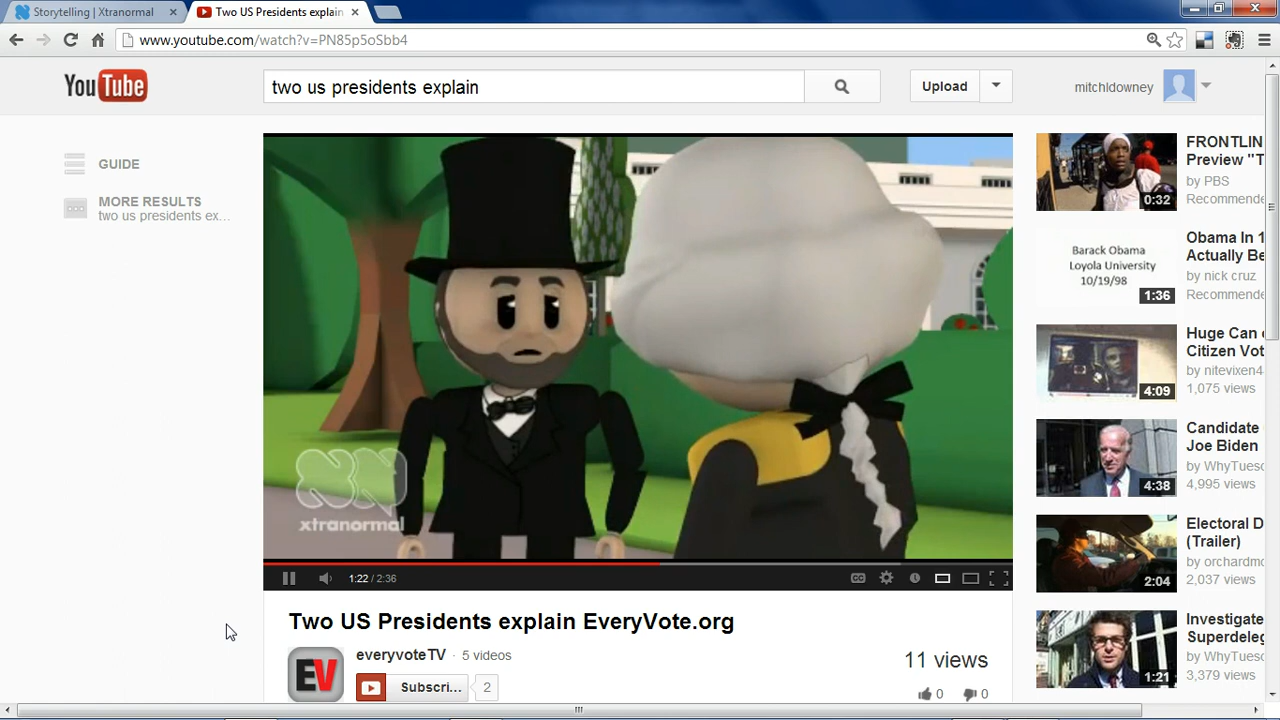 Storytelling | Xtranormal
Two US Presidents explain
www.youtube.com/watch?v=PN85p5oSbb4
YouTube
two us presidents explain
Upload
mitchldowney
GUIDE
MORE RESULTS
two us presidents ex...
xtranormal
1:22 / 2:36
CC
Two US Presidents explain EveryVote.org
EV
everyvoteTV · 5 videos
Subscri...
2
11 views
0
0
0:32
FRONTLIN
Preview "T
by PBS
Recommende
Barack Obama
Loyola University
10/19/98
1:36
Obama In 1
Actually Be
by nick cruz
Recommende
4:09
Huge Can
Citizen Vot
by nitevixen4
1,075 views
4:38
Candidate
Joe Biden
by WhyTuesd
4,995 views
2:04
Electoral D
(Trailer)
by orchardmo
2,037 views
1:21
Investigate
Superdeleg
by WhyTuesd
3,379 views